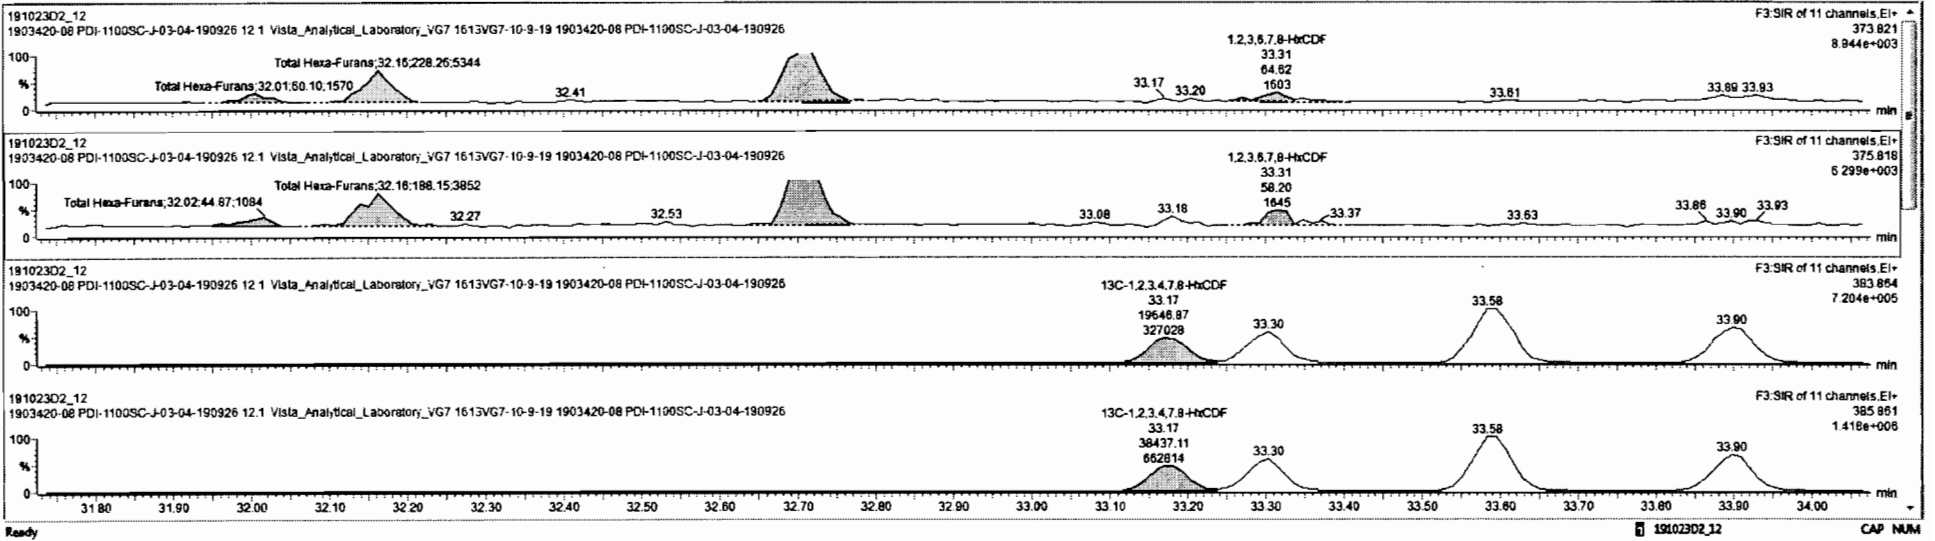 191023D2_12
F3:SIR of 11 channels,EI+
1903420-08 PDI-1100SC-J-03-04-190926 12.1 Vista_Analytical_Laboratory_VG7 1613VG7-10-9-19 1903420-08 PDI-1100SC-J-03-04-190926
373.821
8.944e+003
1,2,3,6,7,8-HxCDF
33.31
64.62
1603
100
%
0
Total Hexa-Furans;32.01;60.10;1570
Total Hexa-Furans;32.16;228.26;5344
32.41
33.17
33.20
33.61
33.89 33.93
min
191023D2_12
F3:SIR of 11 channels,EI+
1903420-08 PDI-1100SC-J-03-04-190926 12.1 Vista_Analytical_Laboratory_VG7 1613VG7-10-9-19 1903420-08 PDI-1100SC-J-03-04-190926
375.818
6.299e+003
1,2,3,6,7,8-HxCDF
33.31
58.20
1645
100
%
0
Total Hexa-Furans;32.02;44.87;1084
Total Hexa-Furans;32.16;188.15;3852
32.27
32.53
33.08
33.18
33.37
33.63
33.86
33.90
33.93
min
191023D2_12
F3:SIR of 11 channels,EI+
1903420-08 PDI-1100SC-J-03-04-190926 12.1 Vista_Analytical_Laboratory_VG7 1613VG7-10-9-19 1903420-08 PDI-1100SC-J-03-04-190926
383.864
7.204e+005
13C-1,2,3,4,7,8-HxCDF
33.17
19646.87
327028
100
%
0
33.30
33.58
33.90
min
191023D2_12
F3:SIR of 11 channels,EI+
1903420-08 PDI-1100SC-J-03-04-190926 12.1 Vista_Analytical_Laboratory_VG7 1613VG7-10-9-19 1903420-08 PDI-1100SC-J-03-04-190926
385.861
1.416e+006
13C-1,2,3,4,7,8-HxCDF
33.17
38437.11
662814
100
%
0
33.30
33.58
33.90
min
31.80 31.90 32.00 32.10 32.20 32.30 32.40 32.50 32.60 32.70 32.80 32.90 33.00 33.10 33.20 33.30 33.40 33.50 33.60 33.70 33.80 33.90 34.00
Ready
191023D2_12
CAP NUM